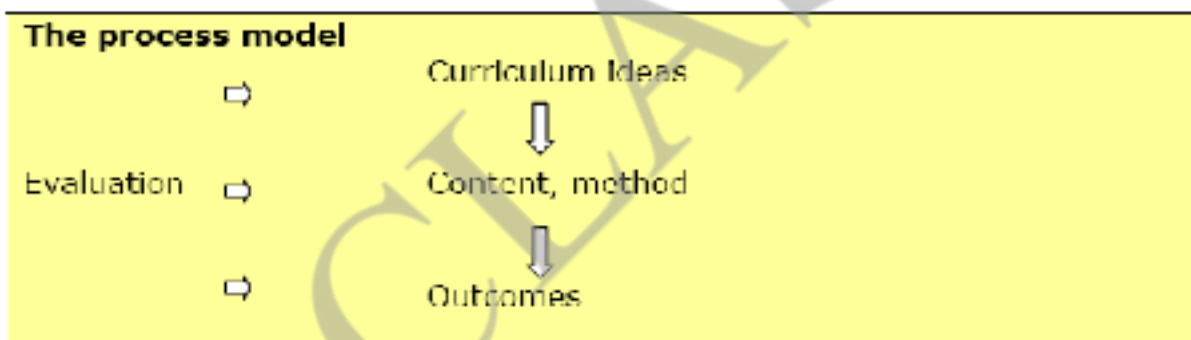 The process model
Curriculum ideas
Evaluation Content, method
Outcomes